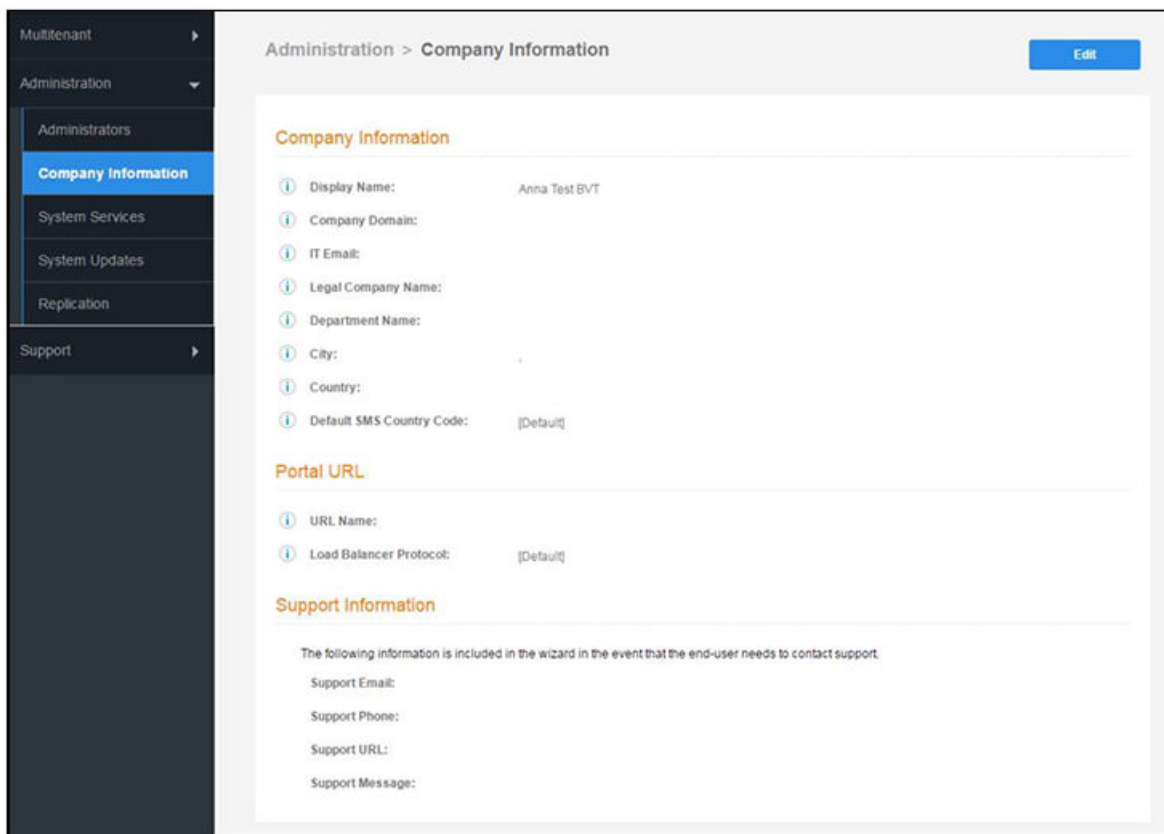 Multitenant
Administration
Administrators
Company Information
System Services
System Updates
Replication
Support
Administration > Company Information
Edit
Company Information
Display Name: Anna Test BVT
Company Domain:
IT Email:
Legal Company Name:
Department Name:
City: ,
Country:
Default SMS Country Code: [Default]
Portal URL
URL Name:
Load Balancer Protocol: [Default]
Support Information
The following information is included in the wizard in the event that the end-user needs to contact support.
Support Email:
Support Phone:
Support URL:
Support Message: